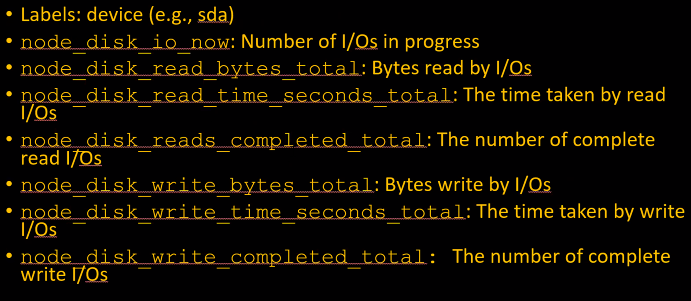 • Labels: device (e.g., sda)
• node_disk_io_now: Number of I/Os in progress
• node_disk_read_bytes_total: Bytes read by I/Os
• node_disk_read_time_seconds_total: The time taken by read
I/Os
• node_disk_reads_completed_total: The number of complete
read I/Os
• node_disk_write_bytes_total: Bytes write by I/Os
• node_disk_write_time_seconds_total: The time taken by write
I/Os
• node_disk_write_completed_total: The number of complete
write I/Os